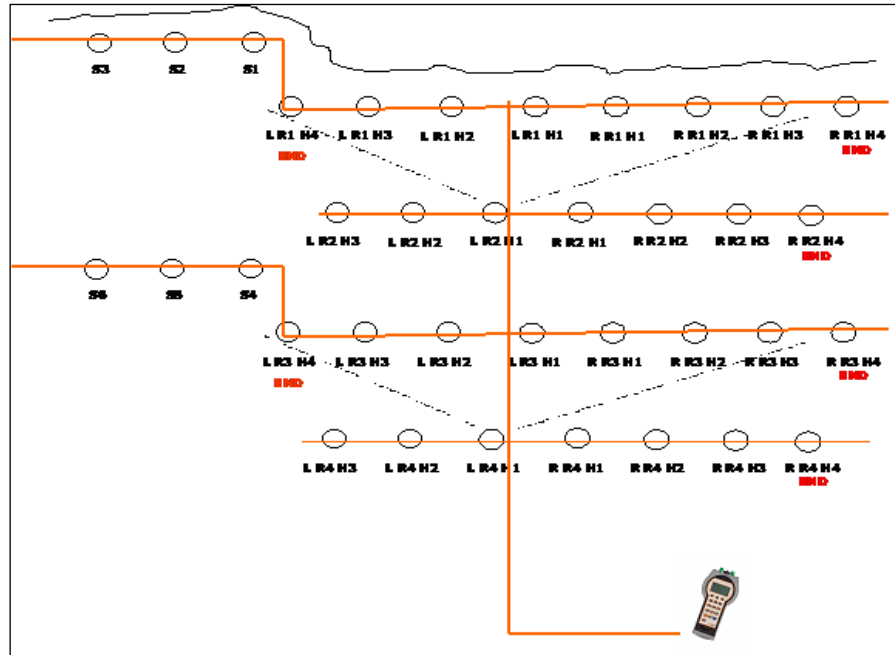 S3 S2 S1
L R1 H4 L R1 H3 L R1 H2 L R1 H1 R R1 H1 R R1 H2 R R1 H3 R R1 H4
END END
L R2 H3 L R2 H2 L R2 H1 R R2 H1 R R2 H2 R R2 H3 R R2 H4
END
S6 S5 S4
L R3 H4 L R3 H3 L R3 H2 L R3 H1 R R3 H1 R R3 H2 R R3 H3 R R3 H4
END END
L R4 H3 L R4 H2 L R4 H1 R R4 H1 R R4 H2 R R4 H3 R R4 H4
END